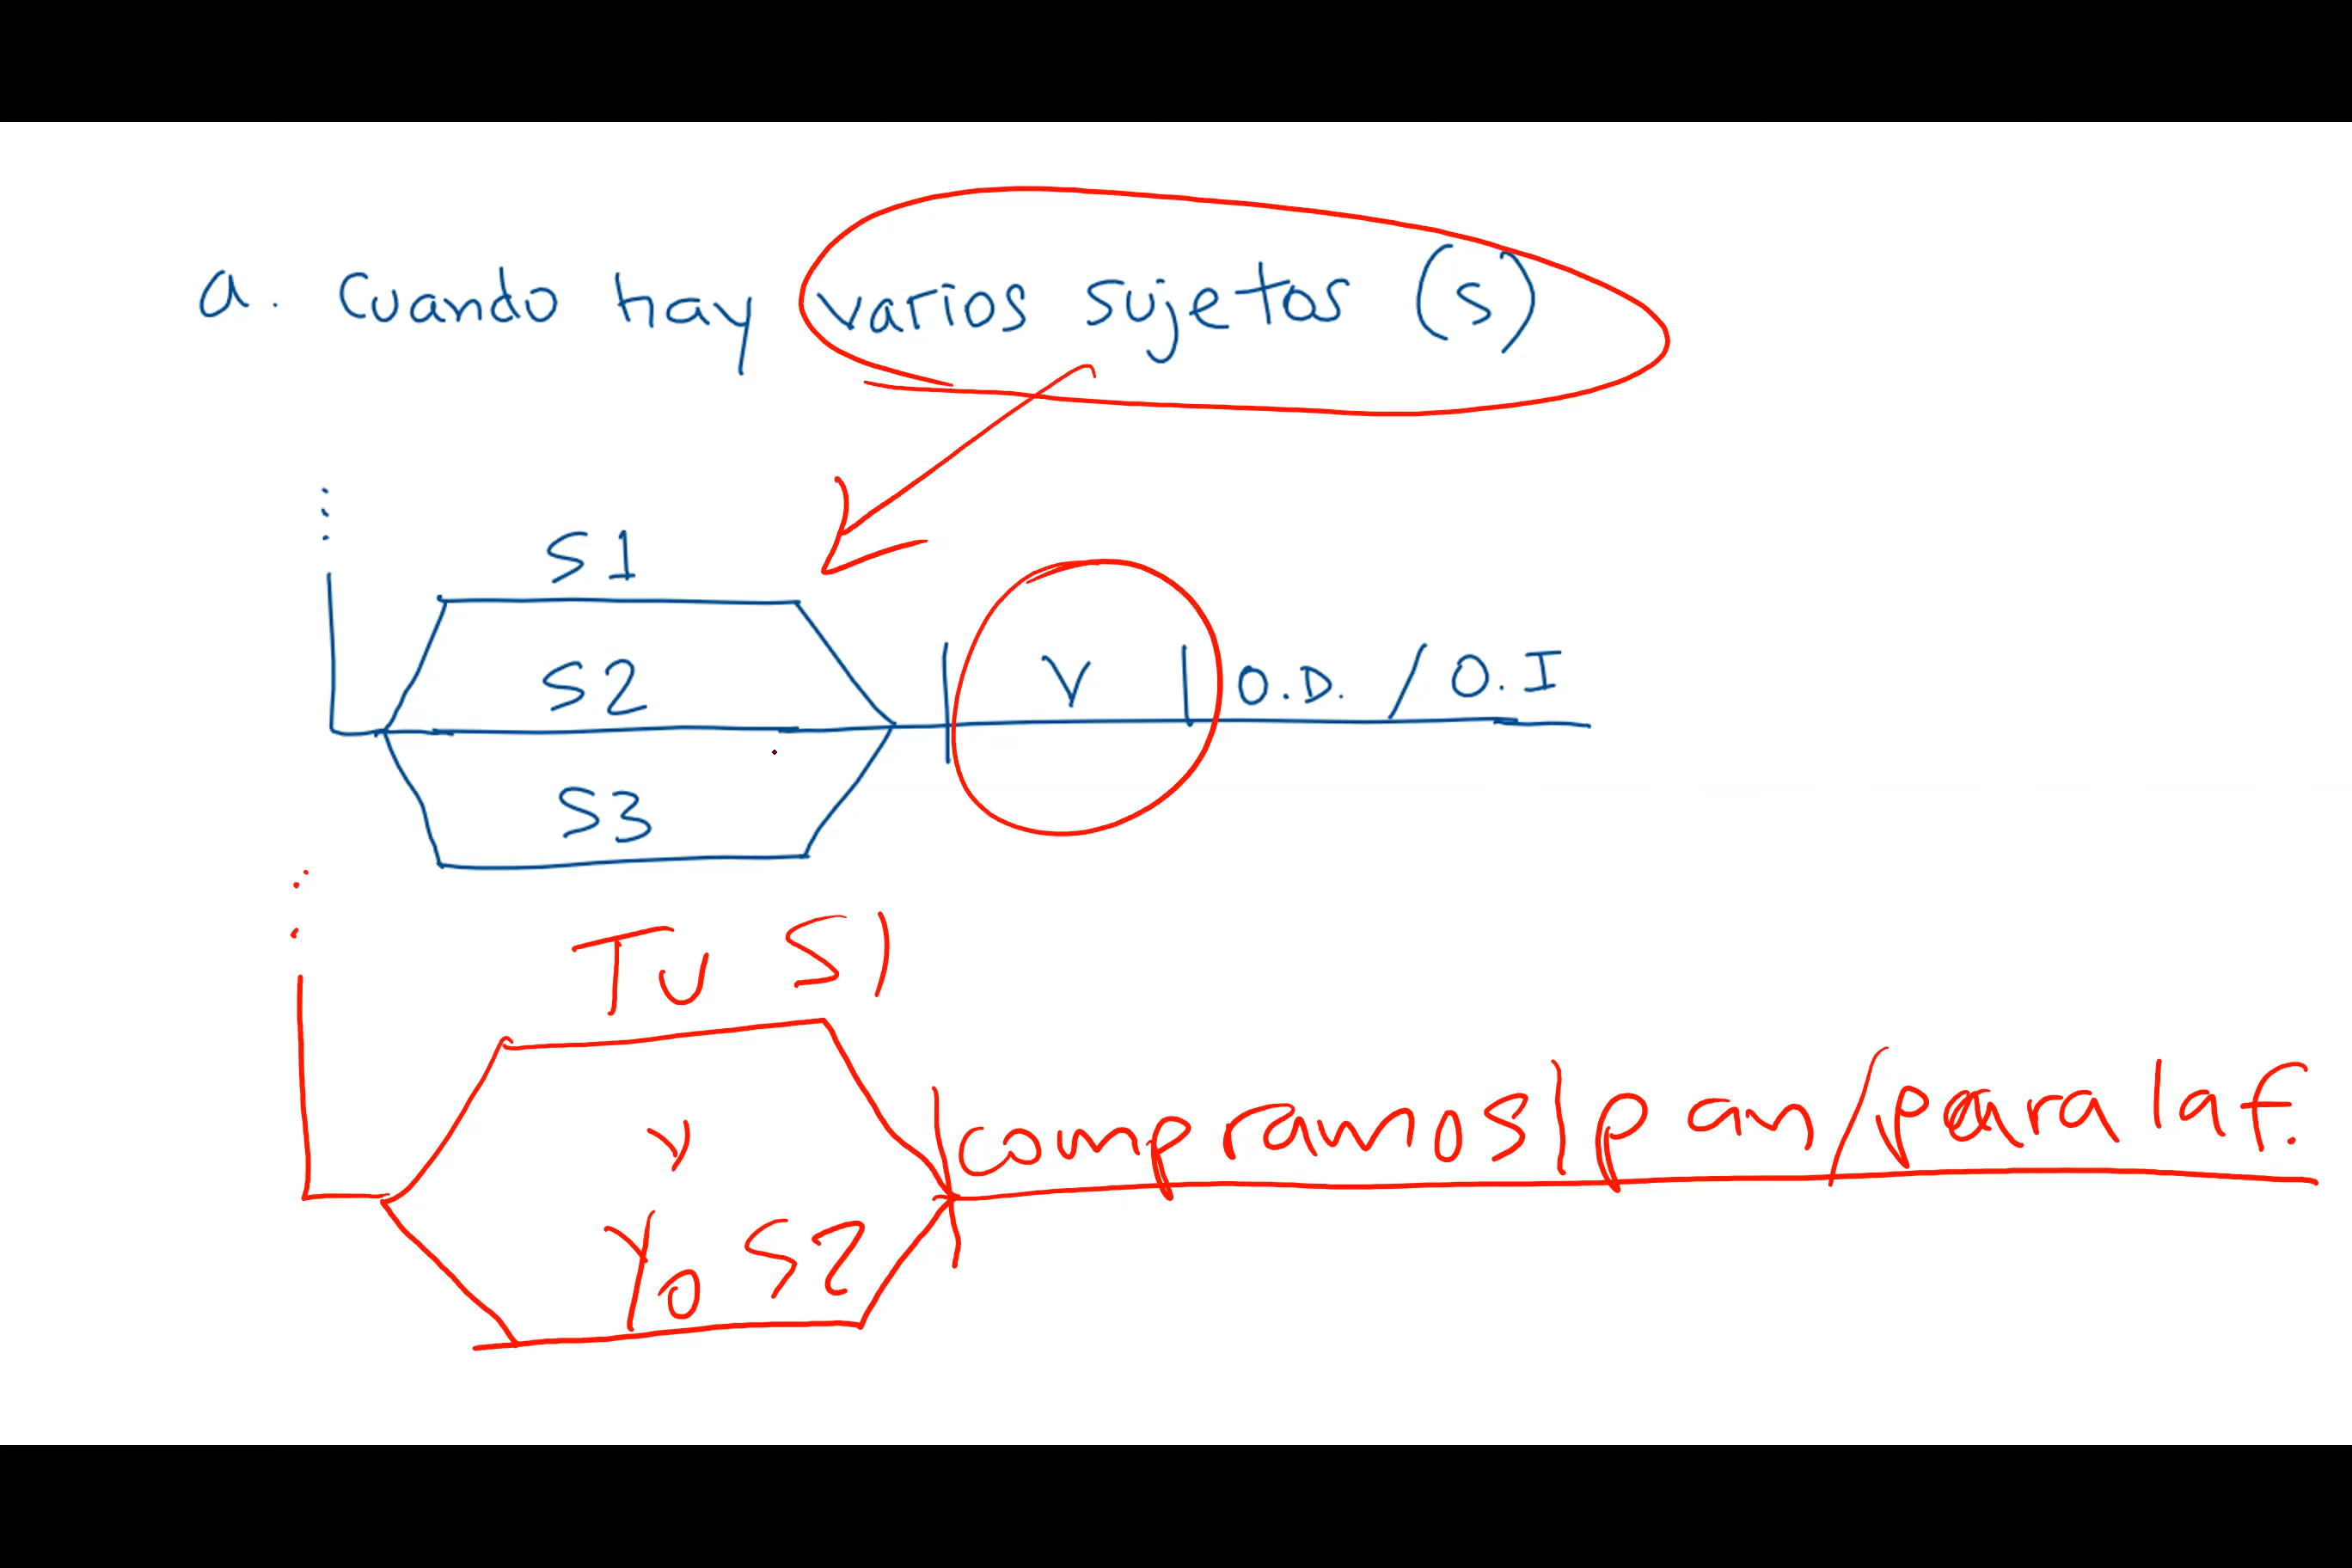 a. Cuando hay varios sujetos (s)
S1
S2
V | O.D. / O.I
S3
Tu S1
y
Yo S2
compramos | pan / para la f.